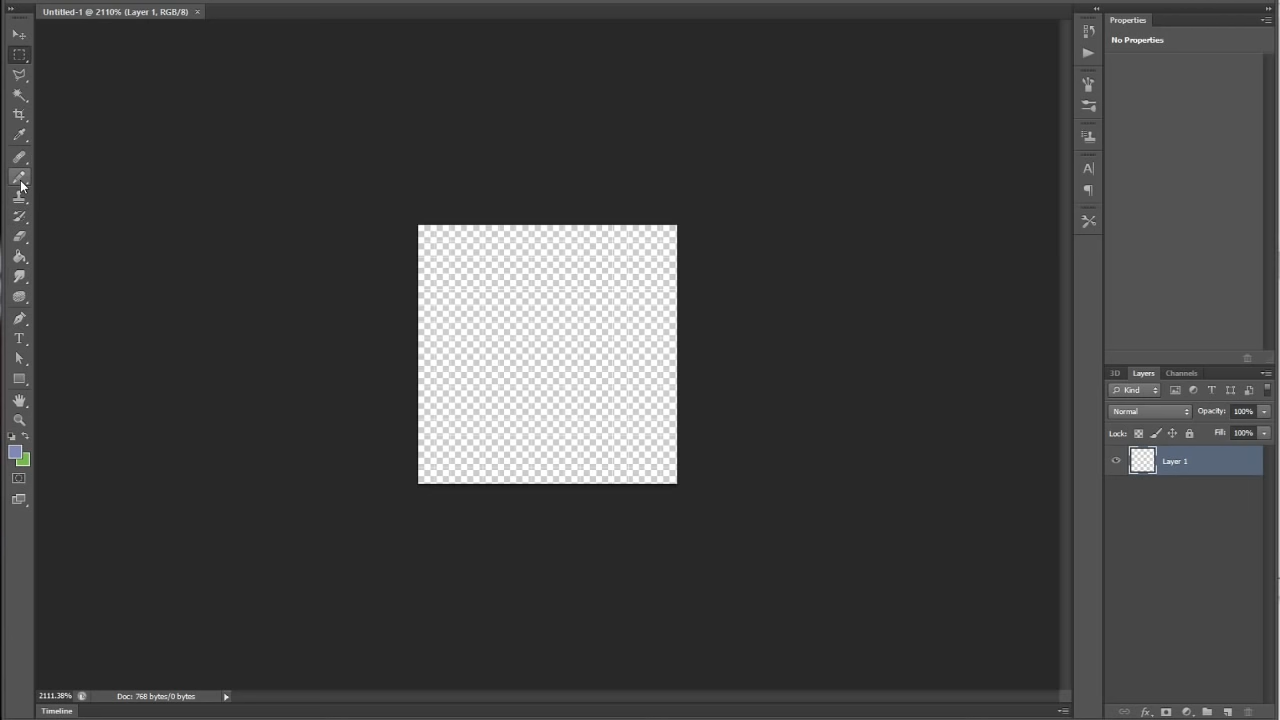 Untitled-1 @ 2110% (Layer 1, RGB/8) ×
Properties
No Properties
3D Layers Channels
Kind
Normal Opacity: 100%
Lock: Fill: 100%
Layer 1
fx
T
A
2111.38% Doc: 768 bytes/0 bytes
Timeline